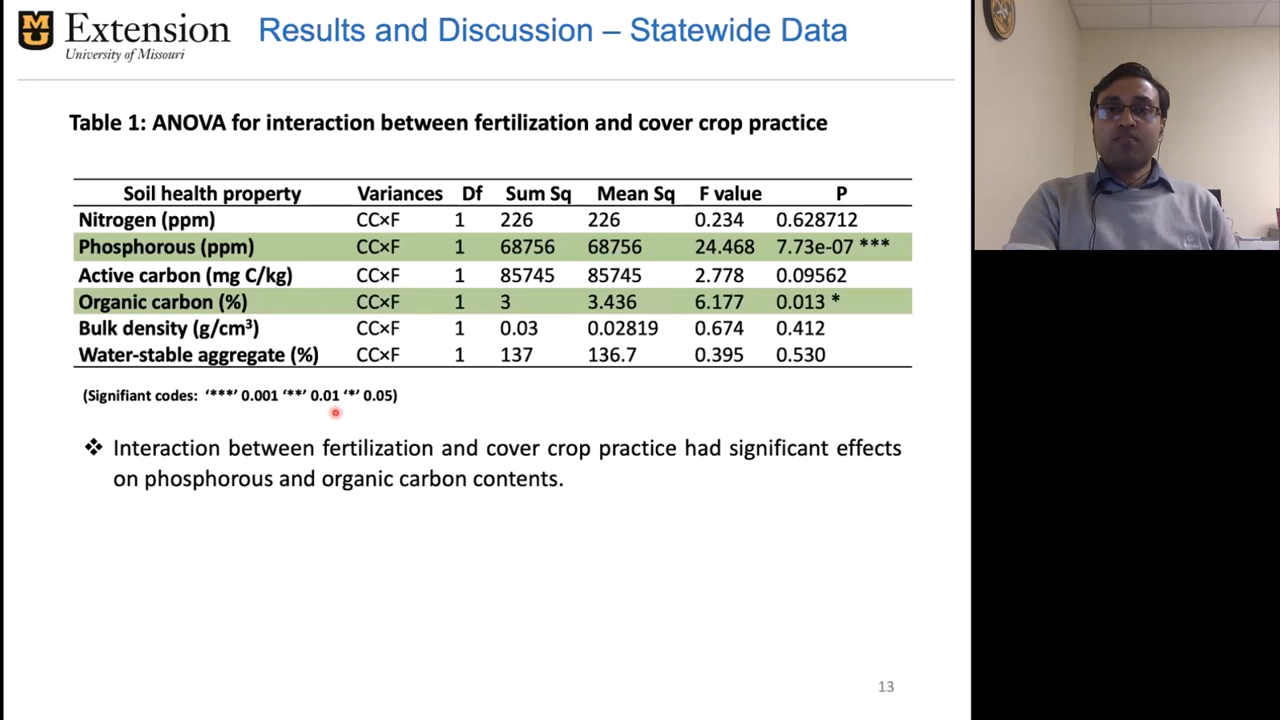 Extension
University of Missouri
Results and Discussion – Statewide Data
Table 1: ANOVA for interaction between fertilization and cover crop practice
Soil health property Variances Df Sum Sq Mean Sq F value P
Nitrogen (ppm) CC×F 1 226 226 0.234 0.628712
Phosphorous (ppm) CC×F 1 68756 68756 24.468 7.73e-07 ***
Active carbon (mg C/kg) CC×F 1 85745 85745 2.778 0.09562
Organic carbon (%) CC×F 1 3 3.436 6.177 0.013 *
Bulk density (g/cm³) CC×F 1 0.03 0.02819 0.674 0.412
Water-stable aggregate (%) CC×F 1 137 136.7 0.395 0.530
(Signifiant codes: ‘***’ 0.001 ‘**’ 0.01 ‘*’ 0.05)
❖ Interaction between fertilization and cover crop practice had significant effects
on phosphorous and organic carbon contents.
13